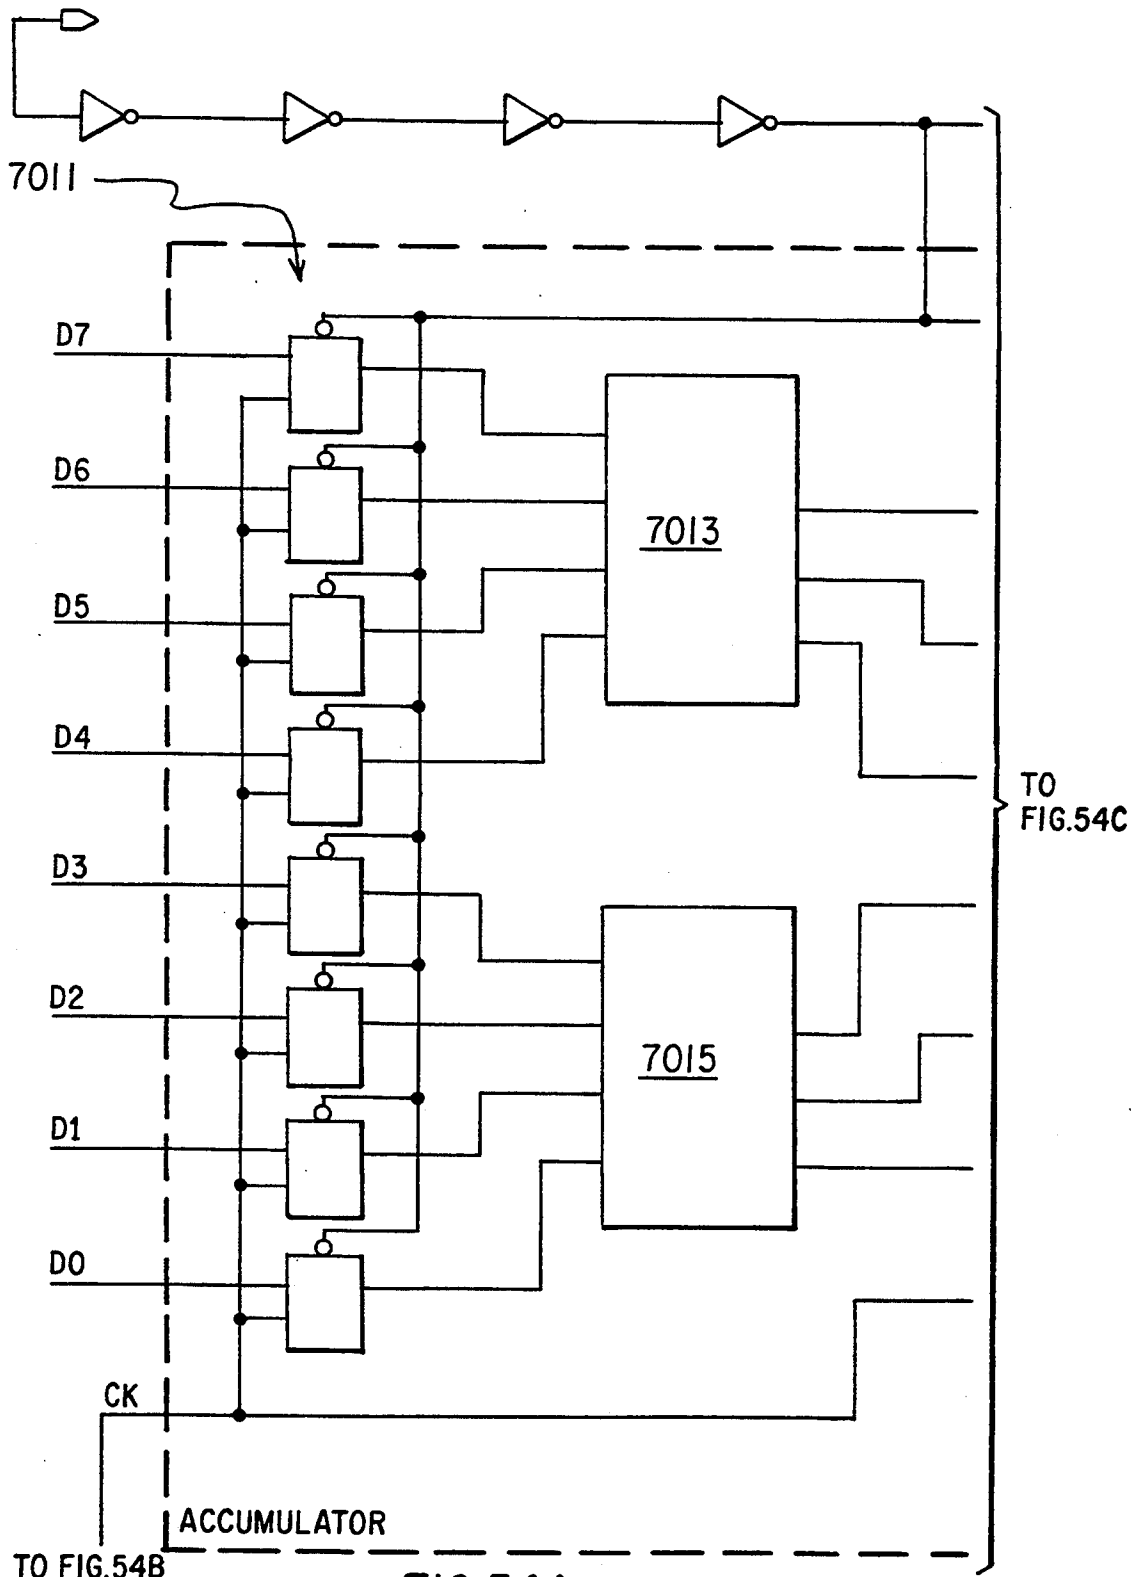 7011
D7
D6
7013
D5
D4
TO
FIG.54C
D3
D2
7015
D1
D0
CK
ACCUMULATOR
TO FIG.54B